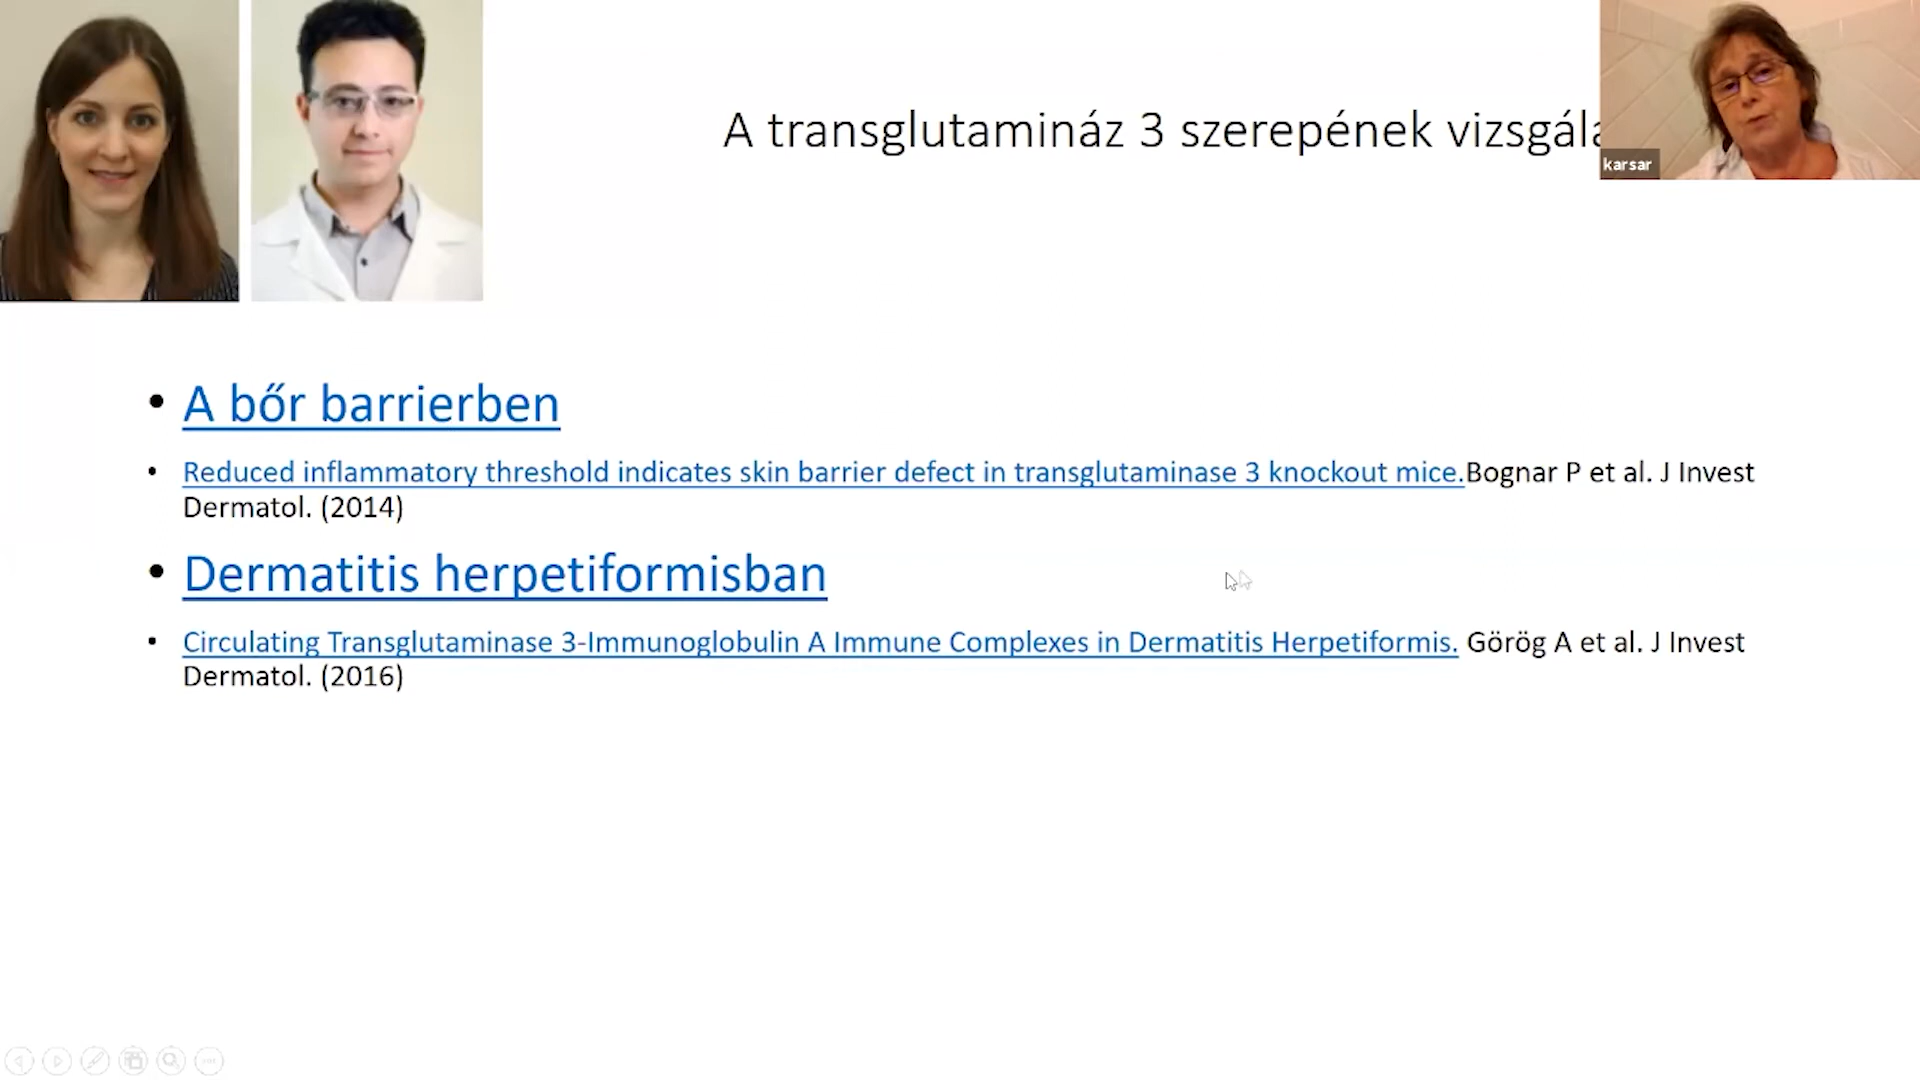 A transglutamináz 3 szerepének vizsgála
karsar
• A bőr barrierben
• Reduced inflammatory threshold indicates skin barrier defect in transglutaminase 3 knockout mice.Bognar P et al. J Invest
Dermatol. (2014)
• Dermatitis herpetiformisban
• Circulating Transglutaminase 3-Immunoglobulin A Immune Complexes in Dermatitis Herpetiformis. Görög A et al. J Invest
Dermatol. (2016)